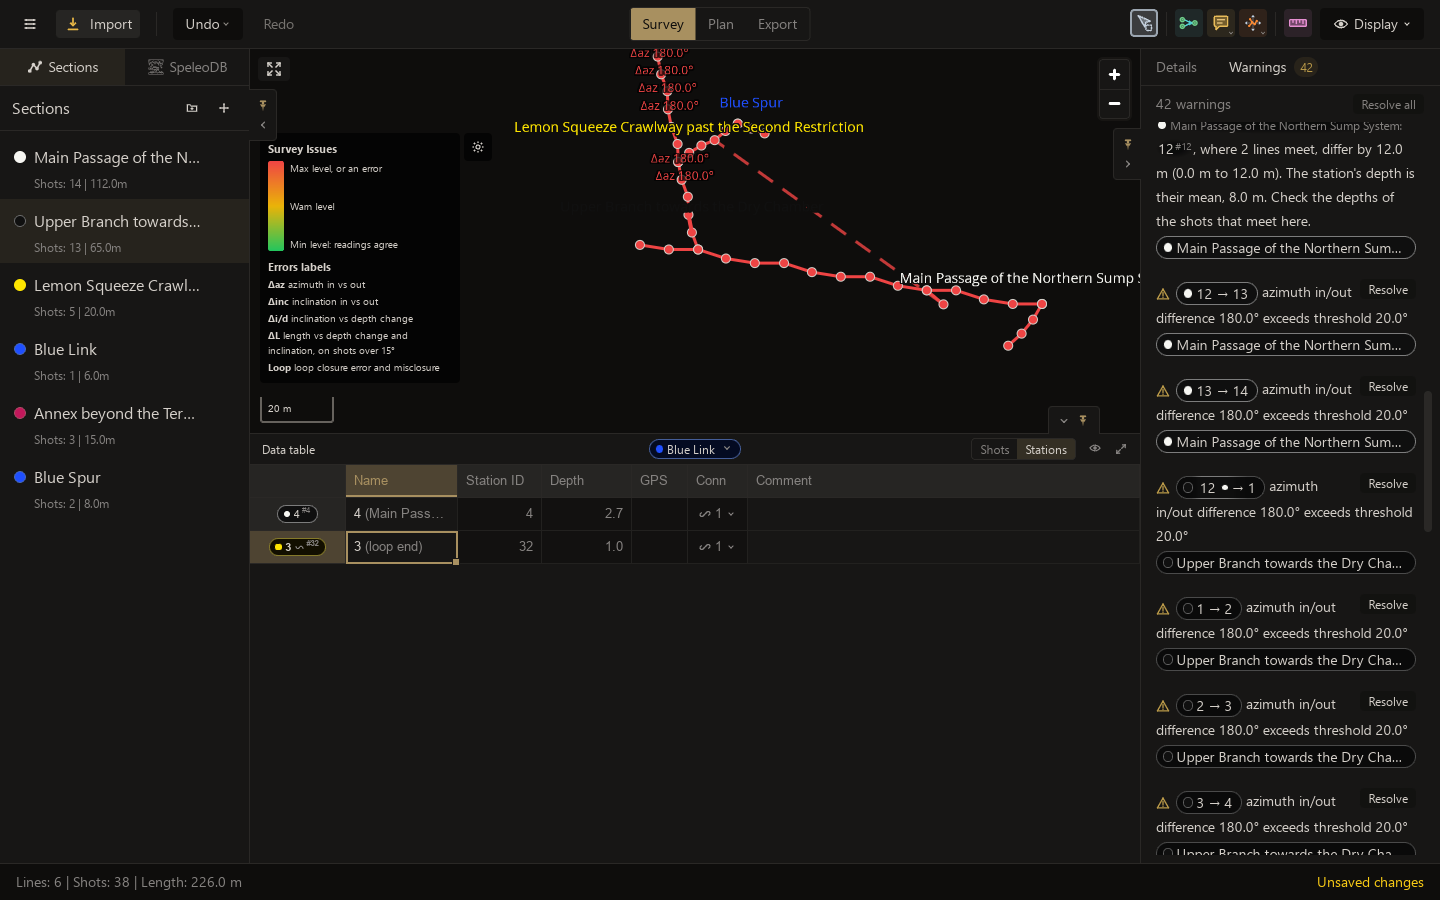 Import
Undo
Redo
Survey
Plan
Export
Display
Sections
SpeleoDB
Sections
Main Passage of the N...
Shots: 14 | 112.0m
Upper Branch towards...
Shots: 13 | 65.0m
Lemon Squeeze Crawl...
Shots: 5 | 20.0m
Blue Link
Shots: 1 | 6.0m
Annex beyond the Ter...
Shots: 3 | 15.0m
Blue Spur
Shots: 2 | 8.0m
Δaz 180.0°
Δaz 180.0°
Δaz 180.0°
Δaz 180.0°
Blue Spur
Lemon Squeeze Crawlway past the Second Restriction
Δaz 180.0°
Δaz 180.0°
Main Passage of the Northern Sump S
Survey Issues
Max level, or an error
Warn level
Min level: readings agree
Errors labels
Δaz azimuth in vs out
Δinc inclination in vs out
Δi/d inclination vs depth change
ΔL length vs depth change and
inclination, on shots over 15°
Loop loop closure error and misclosure
20 m
Data table
Blue Link
Shots
Stations
Name
Station ID
Depth
GPS
Conn
Comment
4 #4
4 (Main Pass...
4
2.7
1
3 #32
3 (loop end)
32
1.0
1
Details
Warnings
42
42 warnings
Resolve all
Main Passage of the Northern Sump System:
12 #12, where 2 lines meet, differ by 12.0
m (0.0 m to 12.0 m). The station's depth is
their mean, 8.0 m. Check the depths of
the shots that meet here.
Main Passage of the Northern Sum...
12 → 13 azimuth in/out
Resolve
difference 180.0° exceeds threshold 20.0°
Main Passage of the Northern Sum...
13 → 14 azimuth in/out
Resolve
difference 180.0° exceeds threshold 20.0°
Main Passage of the Northern Sum...
12 → 1 azimuth
Resolve
in/out difference 180.0° exceeds threshold
20.0°
Upper Branch towards the Dry Cha...
1 → 2 azimuth in/out
Resolve
difference 180.0° exceeds threshold 20.0°
Upper Branch towards the Dry Cha...
2 → 3 azimuth in/out
Resolve
difference 180.0° exceeds threshold 20.0°
Upper Branch towards the Dry Cha...
3 → 4 azimuth in/out
Resolve
difference 180.0° exceeds threshold 20.0°
Upper Branch towards the Dry Cha...
Lines: 6 | Shots: 38 | Length: 226.0 m
Unsaved changes